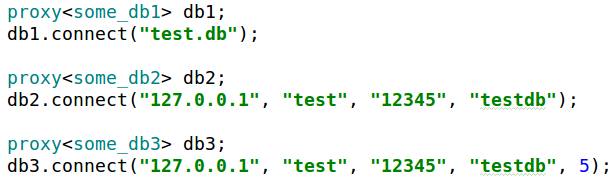 proxy<some_db1> db1;
db1.connect("test.db");
proxy<some_db2> db2;
db2.connect("127.0.0.1", "test", "12345", "testdb");
proxy<some_db3> db3;
db3.connect("127.0.0.1", "test", "12345", "testdb", 5);